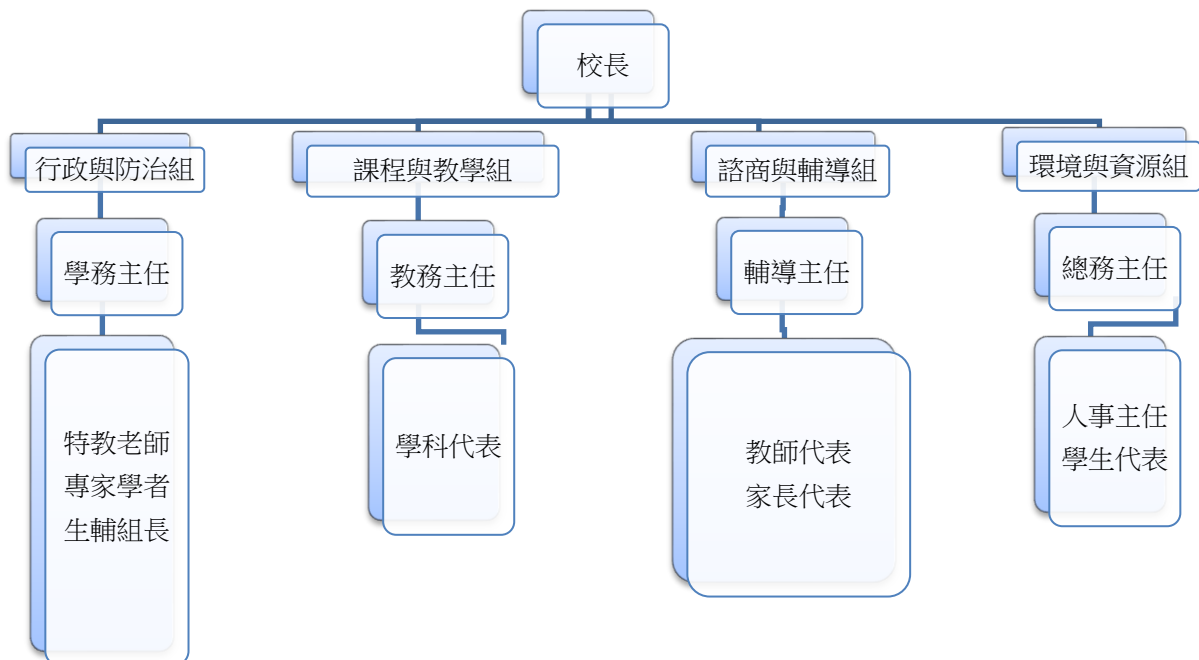 校長
行政與防治組
課程與教學組
諮商與輔導組
環境與資源組
學務主任
教務主任
輔導主任
總務主任
特教老師
專家學者
生輔組長
學科代表
教師代表
家長代表
人事主任
學生代表